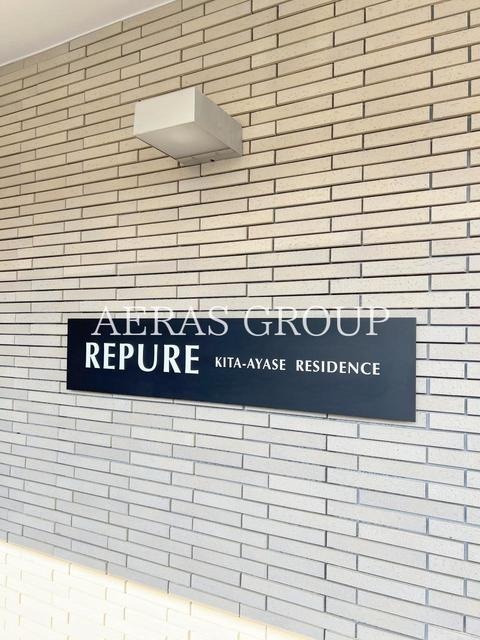 AERAS GROUP
REPURE KITA-AYASE RESIDENCE